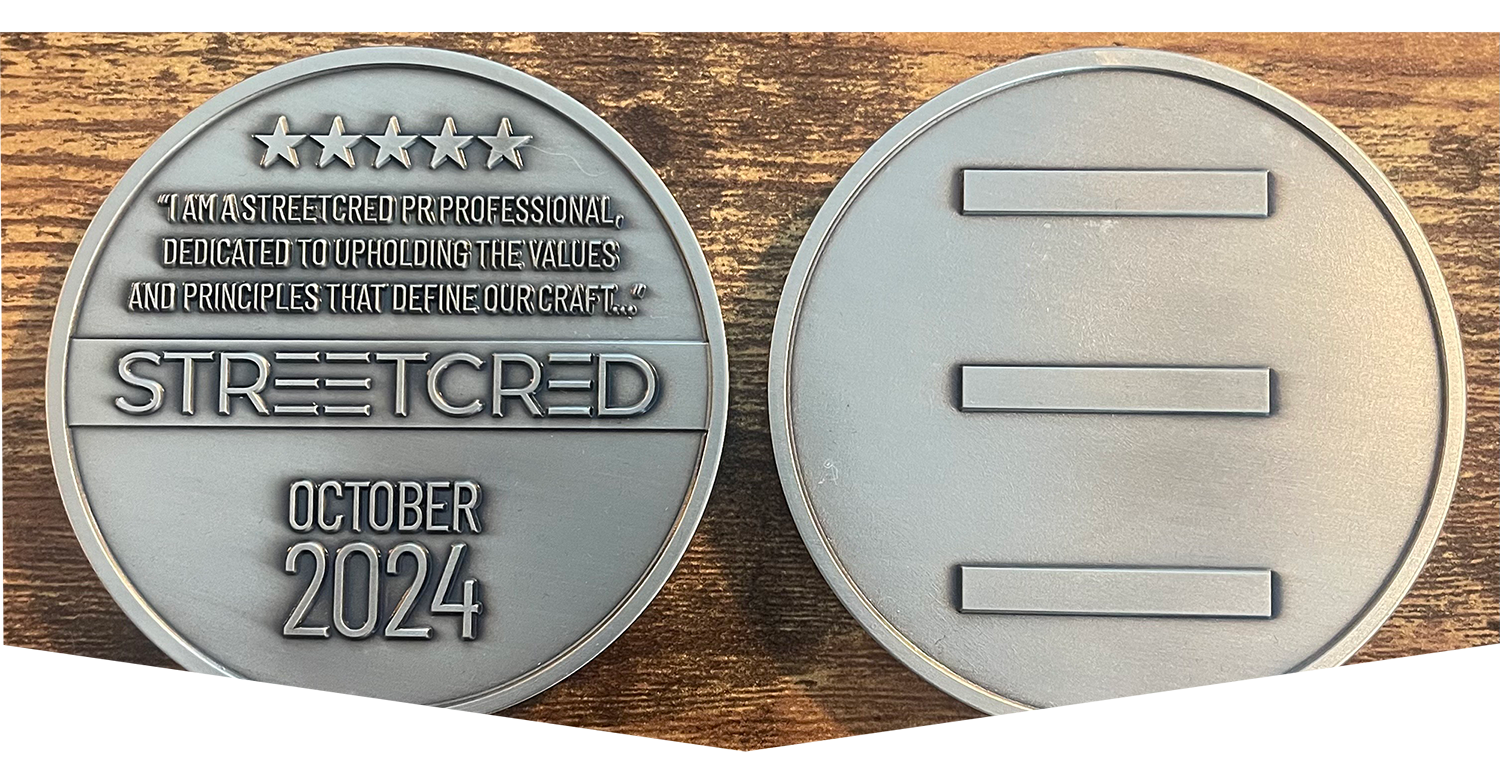 “I AM A STREETCRED PR PROFESSIONAL,
DEDICATED TO UPHOLDING THE VALUES
AND PRINCIPLES THAT DEFINE OUR CRAFT...”
STREETCRED
OCTOBER
2024